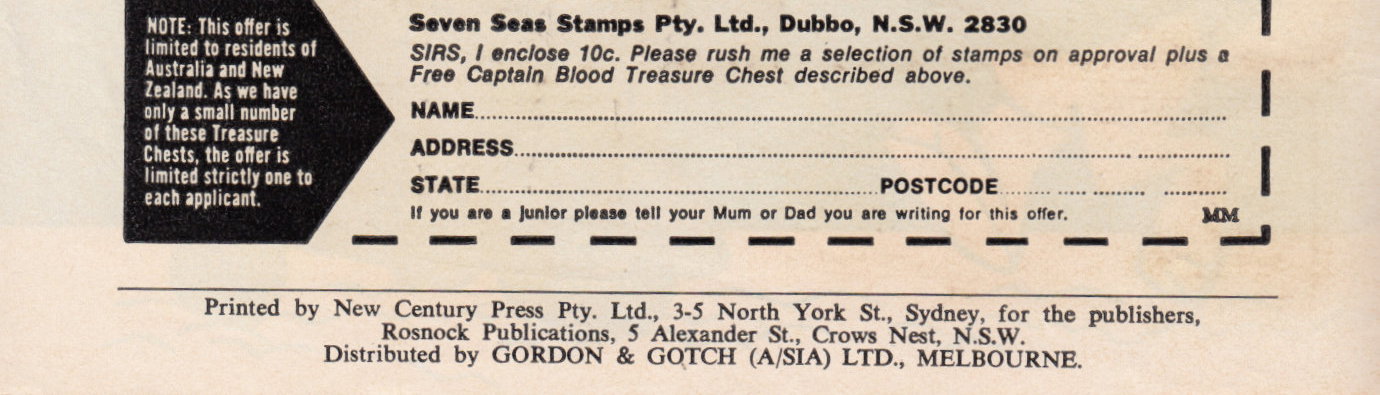 NOTE: This offer is
limited to residents of
Australia and New
Zealand. As we have
only a small number
of these Treasure
Chests, the offer is
limited strictly one to
each applicant.
Seven Seas Stamps Pty. Ltd., Dubbo, N.S.W. 2830
SIRS, I enclose 10c. Please rush me a selection of stamps on approval plus a
Free Captain Blood Treasure Chest described above.
NAME
ADDRESS
STATE POSTCODE
If you are a junior please tell your Mum or Dad you are writing for this offer. MM
Printed by New Century Press Pty. Ltd., 3-5 North York St., Sydney, for the publishers,
Rosnock Publications, 5 Alexander St., Crows Nest, N.S.W.
Distributed by GORDON & GOTCH (A/SIA) LTD., MELBOURNE.